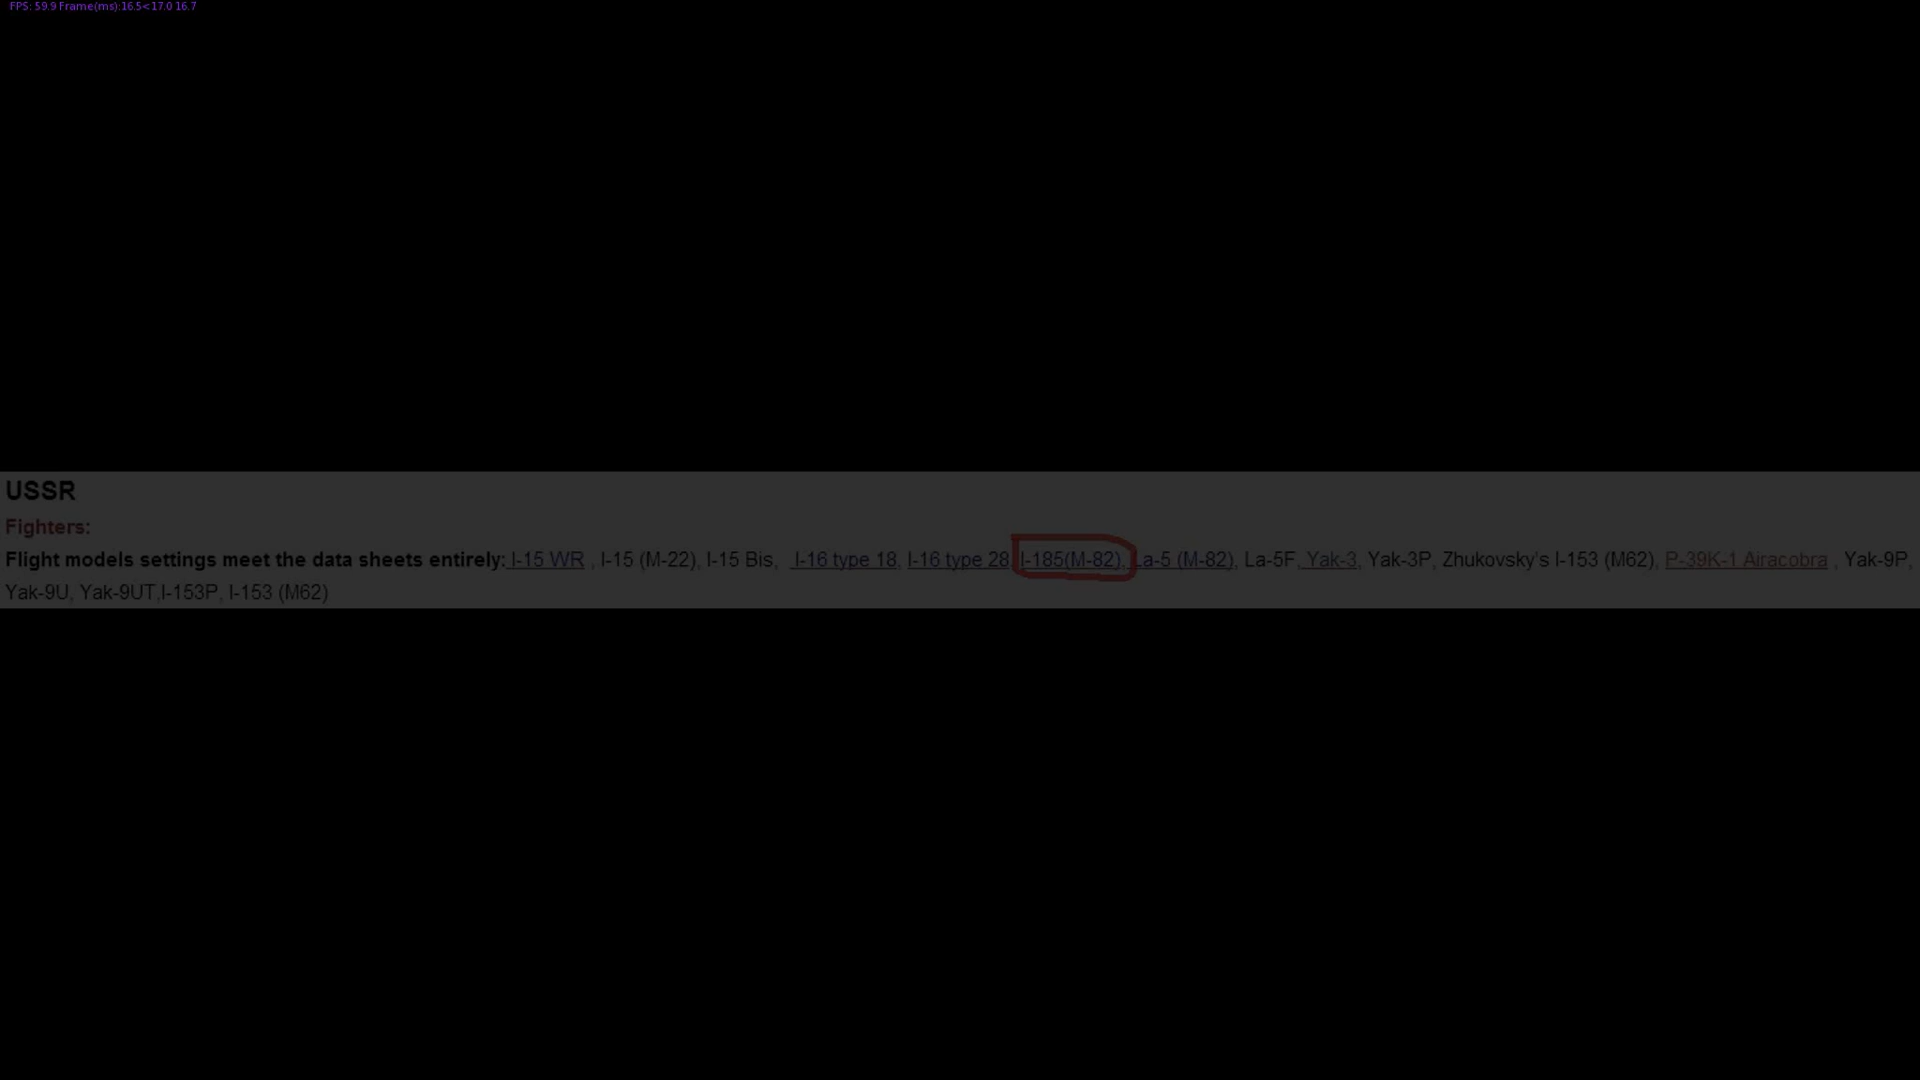 FPS: 59.9 Frame(ms):16.5<17.0 16.7
USSR
Fighters:
Flight models settings meet the data sheets entirely: I-15 WR , I-15 (M-22), I-15 Bis,  I-16 type 18, I-16 type 28 I-185(M-82), La-5 (M-82), La-5F, Yak-3, Yak-3P, Zhukovsky's I-153 (M62), P-39K-1 Airacobra , Yak-9P,
Yak-9U, Yak-9UT,I-153P, I-153 (M62)